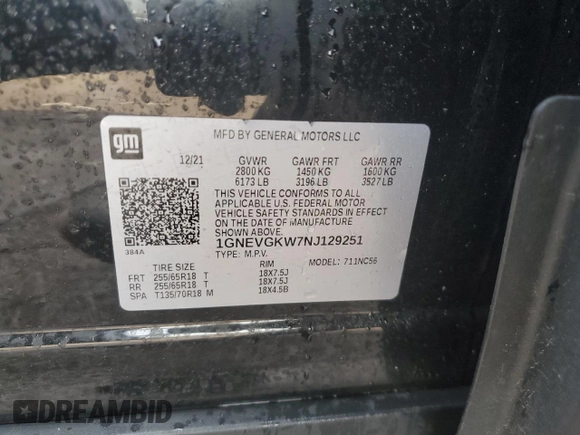 gm
MFD BY GENERAL MOTORS LLC
12/21 GVWR GAWR FRT GAWR RR
2800 KG 1450 KG 1600 KG
6173 LB 3196 LB 3527 LB
THIS VEHICLE CONFORMS TO ALL
APPLICABLE U.S. FEDERAL MOTOR
VEHICLE SAFETY STANDARDS IN EFFECT
ON THE DATE OF MANUFACTURE
SHOWN ABOVE.
384A
1GNEVGKW7NJ129251
TYPE: M.P.V. MODEL: 711NC56
TIRE SIZE RIM
FRT 255/65R18 T 18X7.5J
RR 255/65R18 T 18X7.5J
SPA T135/70R18 M 18X4.5B
DREAMBID